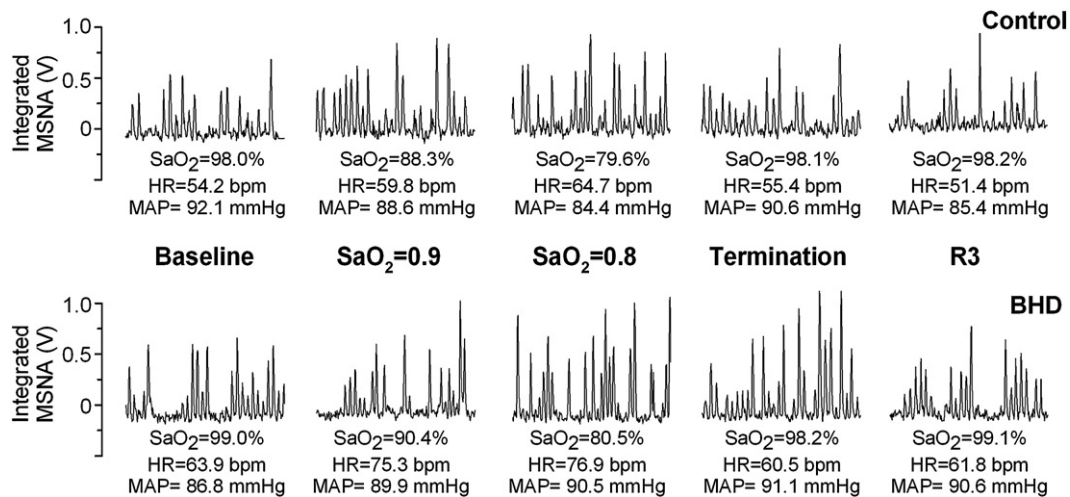 Control
Integrated
MSNA (V)
1.0
0.5
0
SaO2=98.0% SaO2=88.3% SaO2=79.6% SaO2=98.1% SaO2=98.2%
HR=54.2 bpm HR=59.8 bpm HR=64.7 bpm HR=55.4 bpm HR=51.4 bpm
MAP= 92.1 mmHg MAP= 88.6 mmHg MAP= 84.4 mmHg MAP= 90.6 mmHg MAP= 85.4 mmHg
Baseline SaO2=0.9 SaO2=0.8 Termination R3
BHD
Integrated
MSNA (V)
1.0
0.5
0
SaO2=99.0% SaO2=90.4% SaO2=80.5% SaO2=98.2% SaO2=99.1%
HR=63.9 bpm HR=75.3 bpm HR=76.9 bpm HR=60.5 bpm HR=61.8 bpm
MAP= 86.8 mmHg MAP= 89.9 mmHg MAP= 90.5 mmHg MAP= 91.1 mmHg MAP= 90.6 mmHg